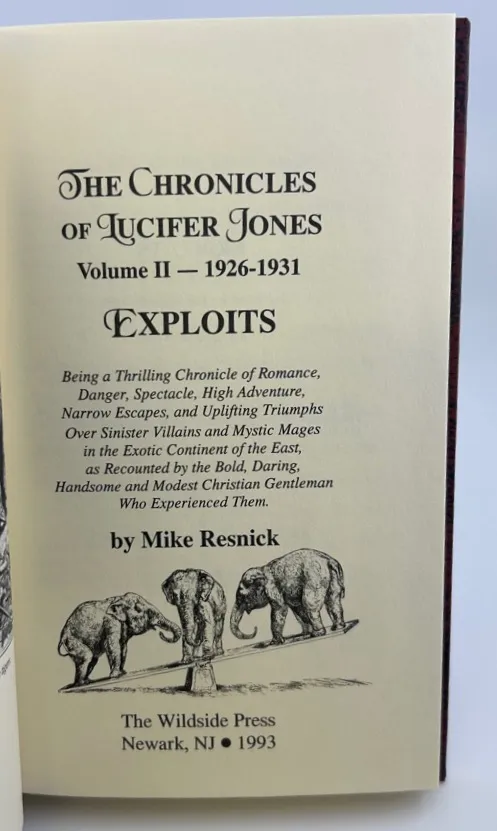 The Chronicles
of Lucifer Jones
Volume II — 1926-1931
Exploits
Being a Thrilling Chronicle of Romance,
Danger, Spectacle, High Adventure,
Narrow Escapes, and Uplifting Triumphs
Over Sinister Villains and Mystic Mages
in the Exotic Continent of the East,
as Recounted by the Bold, Daring,
Handsome and Modest Christian Gentleman
Who Experienced Them.
by Mike Resnick
The Wildside Press
Newark, NJ ● 1993